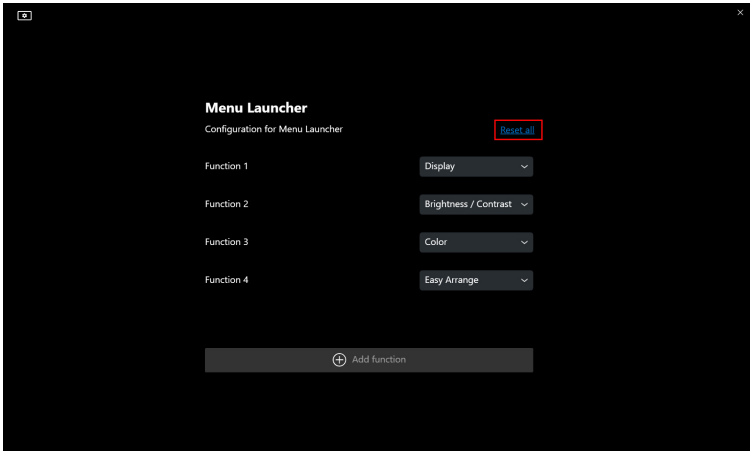 Menu Launcher
Configuration for Menu Launcher
Reset all
Function 1
Display
Function 2
Brightness / Contrast
Function 3
Color
Function 4
Easy Arrange
Add function